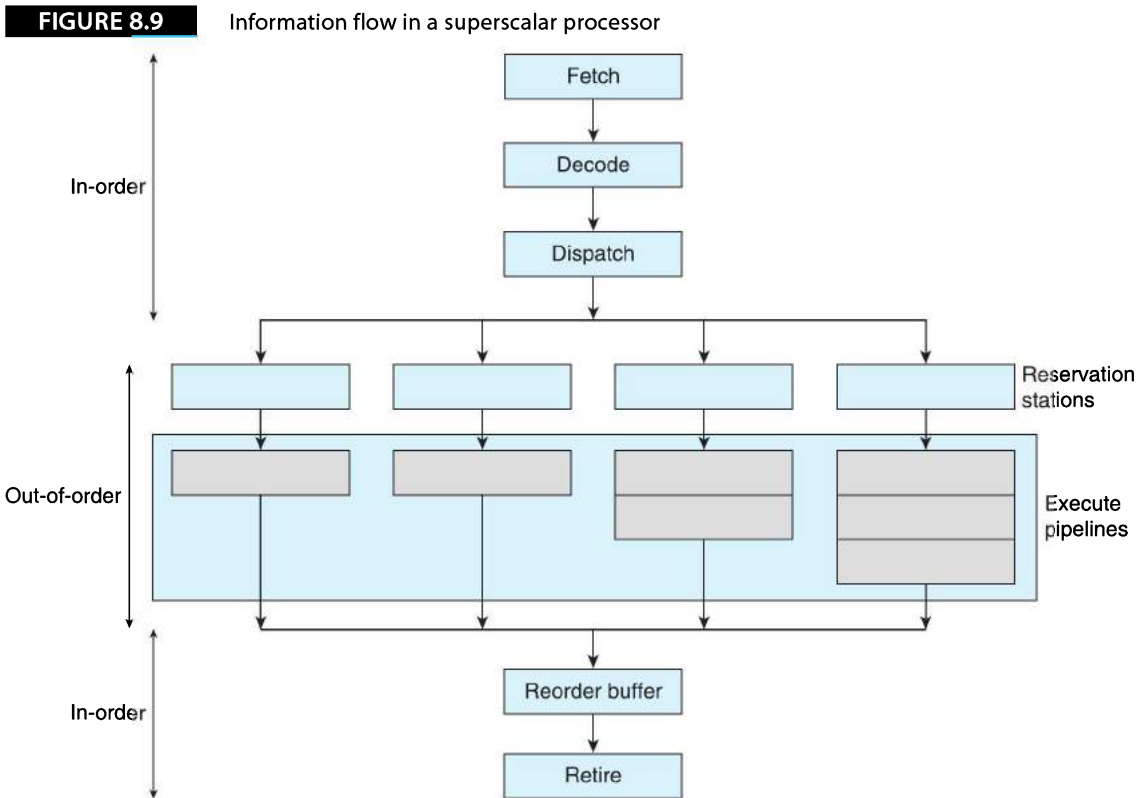 FIGURE 8.9 Information flow in a superscalar processor
Fetch
Decode
In-order
Dispatch
Reservation
stations
Out-of-order
Execute
pipelines
Reorder buffer
In-order
Retire